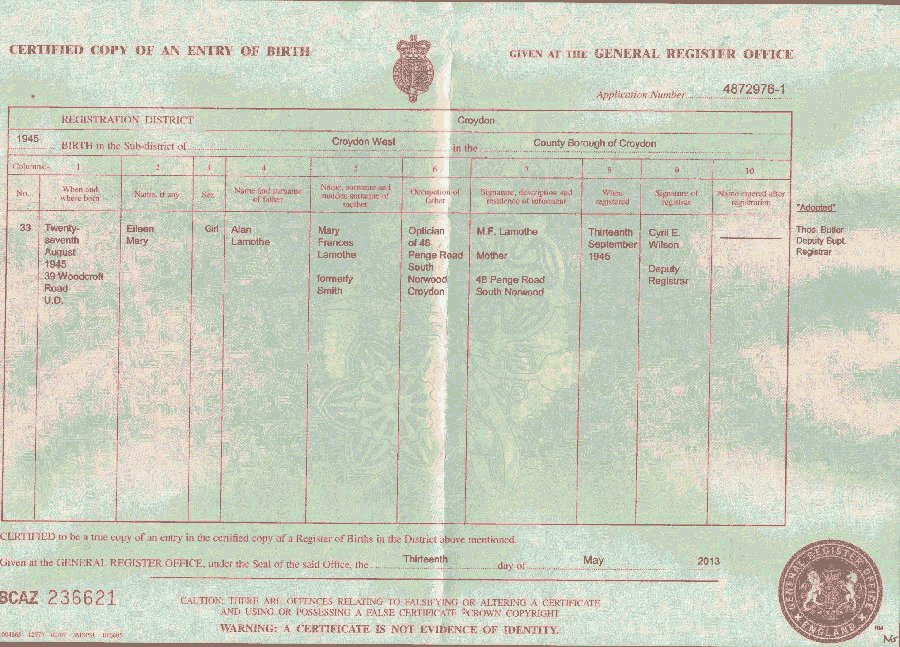 CERTIFIED COPY OF AN ENTRY OF BIRTH
GIVEN AT THE GENERAL REGISTER OFFICE
Application Number 4872976-1
REGISTRATION DISTRICT Croydon
1945 BIRTH in the Sub-district of Croydon West in the County Borough of Croydon
Columns:- 1 2 3 4 5 6 7 8 9 10
No.
When and
where born
Name, if any
Sex
Name and surname
of father
Name, surname and
maiden surname of
mother
Occupation of
father
Signature, description and
residence of informant
When
registered
Signature of
registrar
Name entered after
registration
33
Twenty-
seventh
August
1945
39 Woodcroft
Road
U.D.
Eileen
Mary
Girl
Alan
Lamothe
Mary
Frances
Lamothe
formerly
Smith
Optician
of 48
Penge Road
South
Norwood
Croydon
M.F. Lamothe
Mother
48 Penge Road
South Norwood
Thirteenth
September
1945
Cyril E.
Wilson
Deputy
Registrar
"Adopted"
Thos. Butler
Deputy Supt.
Registrar
CERTIFIED to be a true copy of an entry in the certified copy of a Register of Births in the District above mentioned.
Given at the GENERAL REGISTER OFFICE, under the Seal of the said Office, the Thirteenth day of May 2013
BCAZ 236621
CAUTION: THERE ARE OFFENCES RELATING TO FALSIFYING OR ALTERING A CERTIFICATE
AND USING OR POSSESSING A FALSE CERTIFICATE ©CROWN COPYRIGHT
WARNING: A CERTIFICATE IS NOT EVIDENCE OF IDENTITY.
GENERAL REGISTER OFFICE
ENGLAND